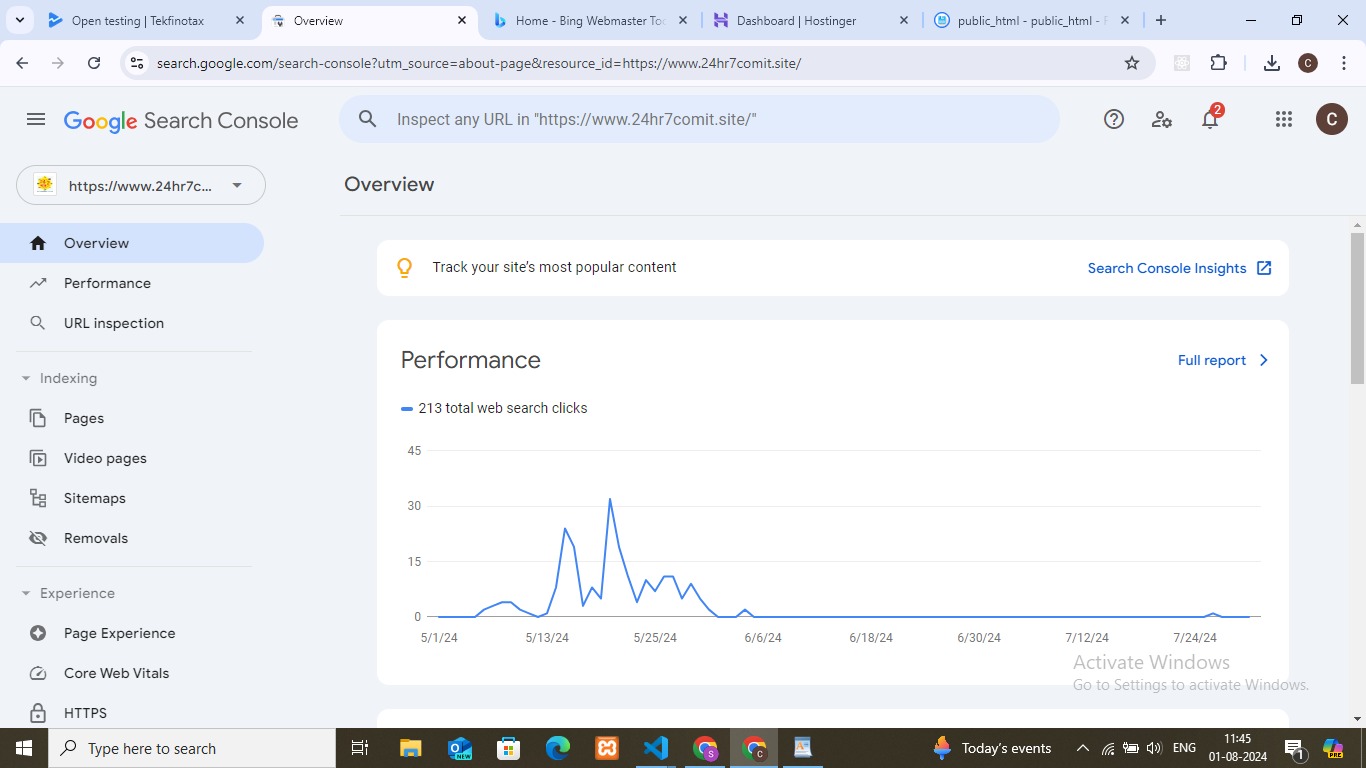 Open testing | Tekfinotax
Overview
Home - Bing Webmaster Too
Dashboard | Hostinger
public_html - public_html - F
search.google.com/search-console?utm_source=about-page&resource_id=https://www.24hr7comit.site/
C
Google Search Console
Inspect any URL in "https://www.24hr7comit.site/"
2
C
https://www.24hr7c...
Overview
Overview
Performance
URL inspection
Indexing
Pages
Video pages
Sitemaps
Removals
Experience
Page Experience
Core Web Vitals
HTTPS
Track your site's most popular content
Search Console Insights
Performance
Full report
213 total web search clicks
45
30
15
0
5/1/24 5/13/24 5/25/24 6/6/24 6/18/24 6/30/24 7/12/24 7/24/24
Activate Windows
Go to Settings to activate Windows.
Type here to search
NEW
S
C
Today's events
ENG
11:45
01-08-2024
1
PRE